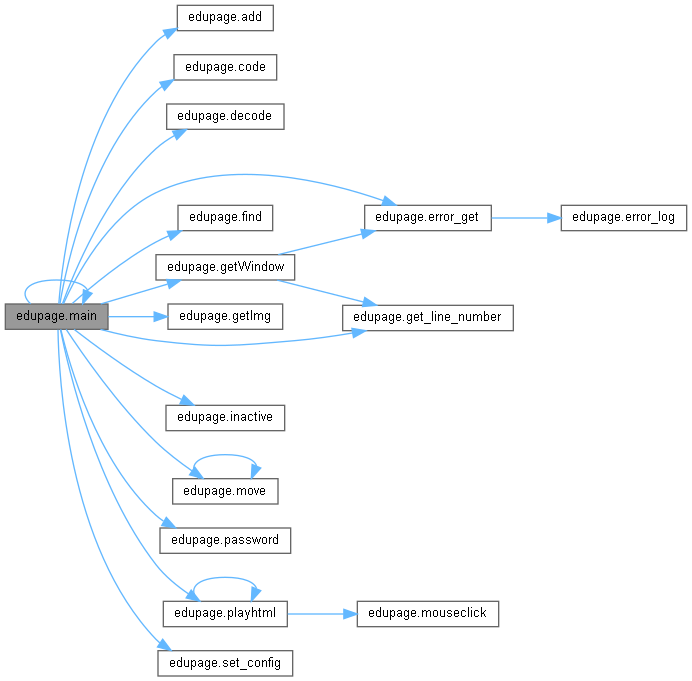 edupage.add
edupage.code
edupage.decode
edupage.find
edupage.error_get
edupage.error_log
edupage.getWindow
edupage.main
edupage.getImg
edupage.get_line_number
edupage.inactive
edupage.move
edupage.password
edupage.playhtml
edupage.mouseclick
edupage.set_config